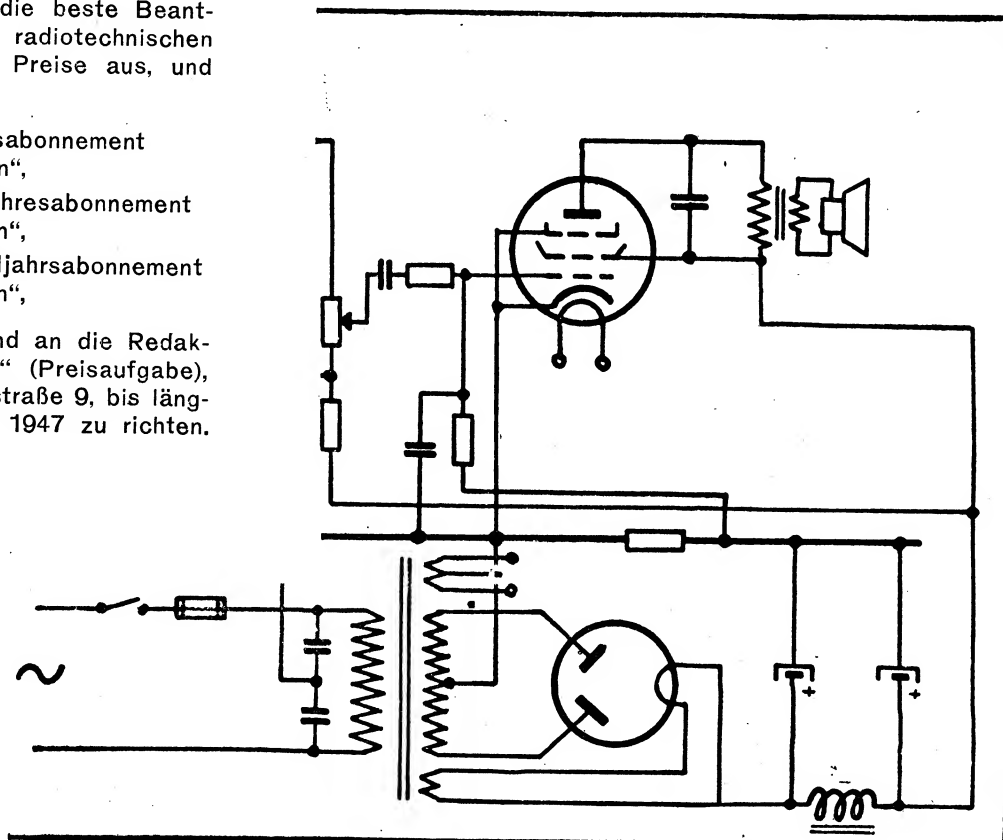 die beste Beant-
radiotechnischen
Preise aus, und
sabonnement
n“,
hresabonnement
n“,
ljahrsabonnement
n“,
nd an die Redak-
“ (Preisaufgabe),
straße 9, bis läng-
1947 zu richten.
~
+
+